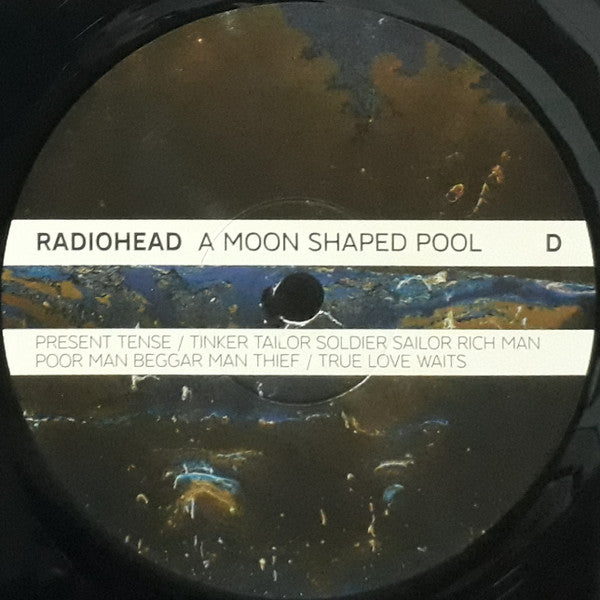 RADIOHEAD A MOON SHAPED POOL D
PRESENT TENSE / TINKER TAILOR SOLDIER SAILOR RICH MAN
POOR MAN BEGGAR MAN THIEF / TRUE LOVE WAITS